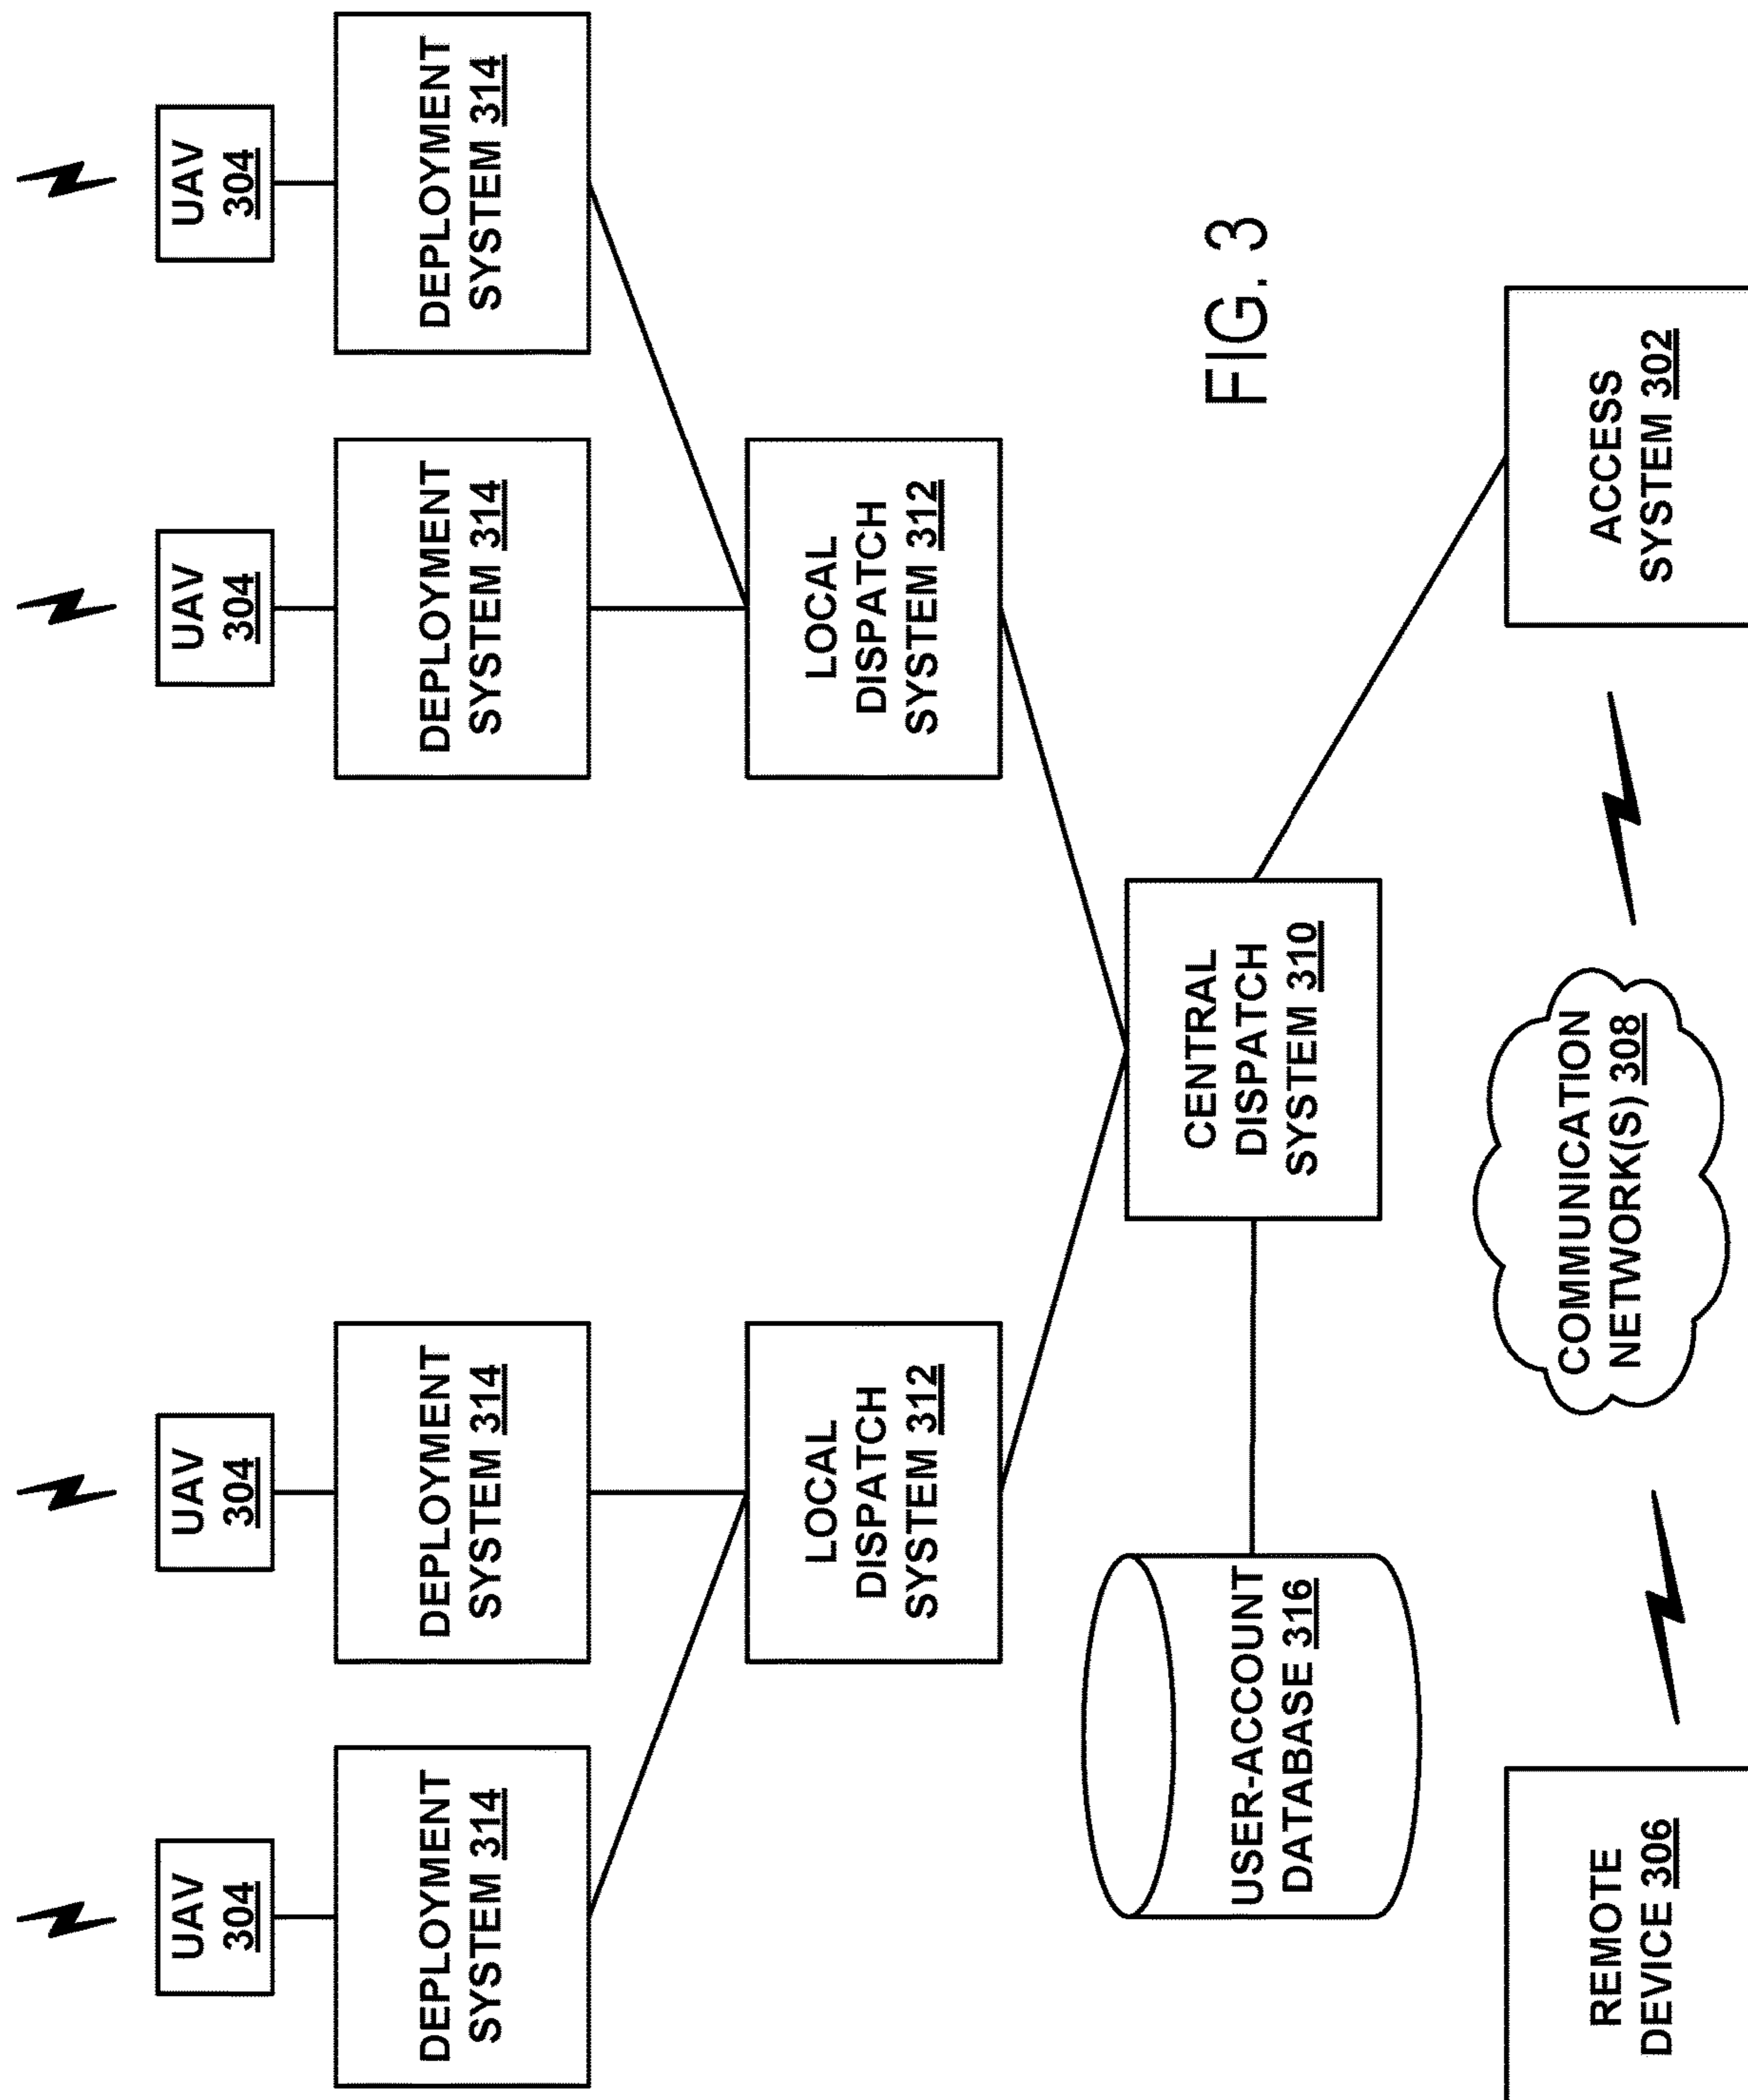 UAV
304
UAV
304
UAV
304
UAV
304
DEPLOYMENT
SYSTEM 314
DEPLOYMENT
SYSTEM 314
DEPLOYMENT
SYSTEM 314
DEPLOYMENT
SYSTEM 314
LOCAL
DISPATCH
SYSTEM 312
LOCAL
DISPATCH
SYSTEM 312
USER-ACCOUNT
DATABASE 316
CENTRAL
DISPATCH
SYSTEM 310
FIG. 3
REMOTE
DEVICE 306
COMMUNICATION
NETWORK(S) 308
ACCESS
SYSTEM 302